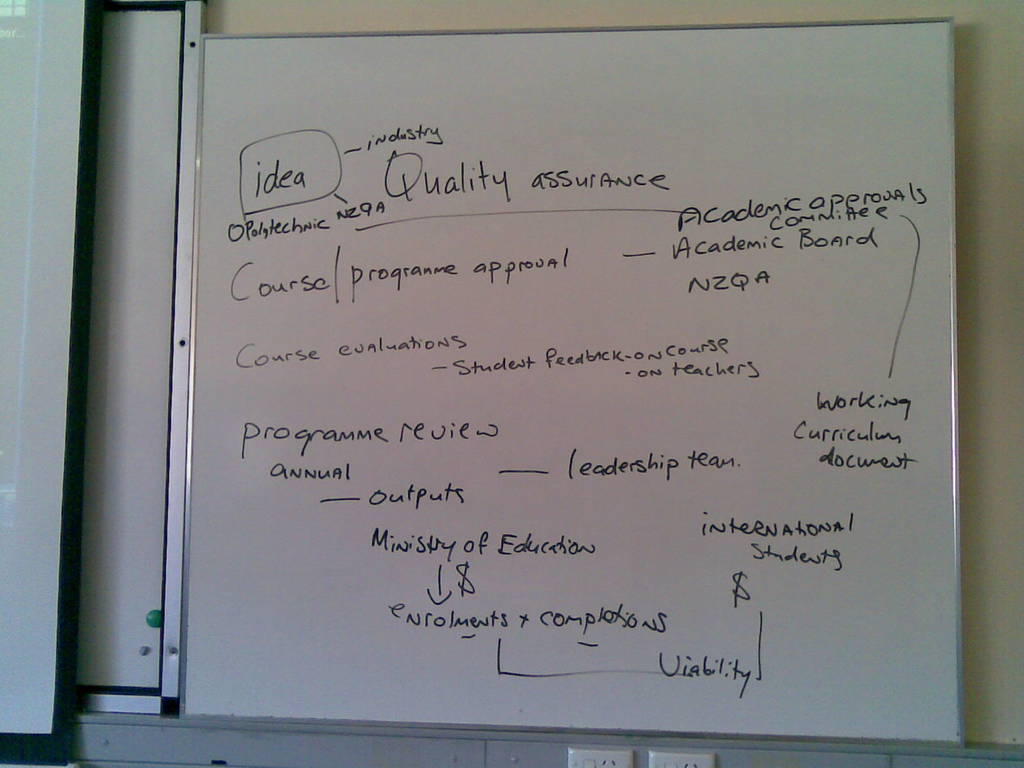 industry
idea
Quality assurance
OPolytechnic NZQA
Academic approvals
committee
Course/programme approval
Academic Board
NZQA
Course evaluations
- Student feedback - on course
- on teachers
Working
Curriculum
document
programme review
annual
leadership team.
outputs
Ministry of Education
international
students
$
$
enrolments + completions
Viability